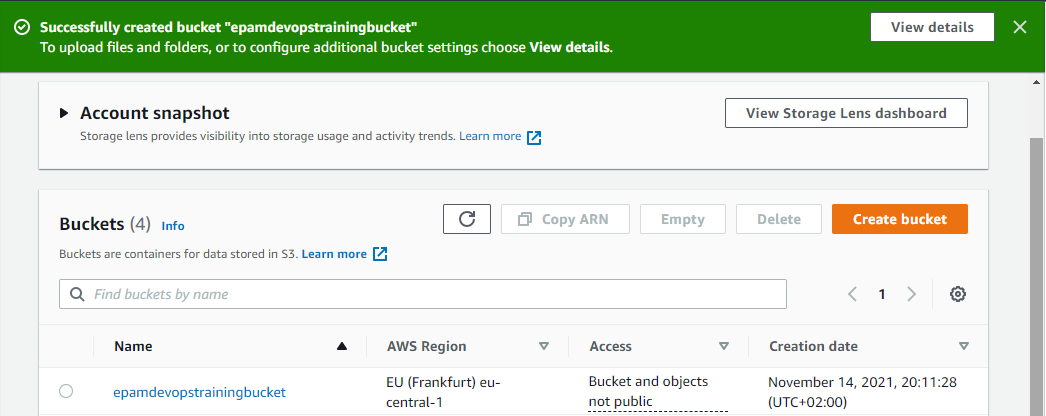 Successfully created bucket "epamdevopstrainingbucket"
To upload files and folders, or to configure additional bucket settings choose View details.
View details
Account snapshot
Storage lens provides visibility into storage usage and activity trends. Learn more
View Storage Lens dashboard
Buckets (4) Info
Copy ARN
Empty
Delete
Create bucket
Buckets are containers for data stored in S3. Learn more
Find buckets by name
1
Name
AWS Region
Access
Creation date
epamdevopstrainingbucket
EU (Frankfurt) eu-
central-1
Bucket and objects
not public
November 14, 2021, 20:11:28
(UTC+02:00)